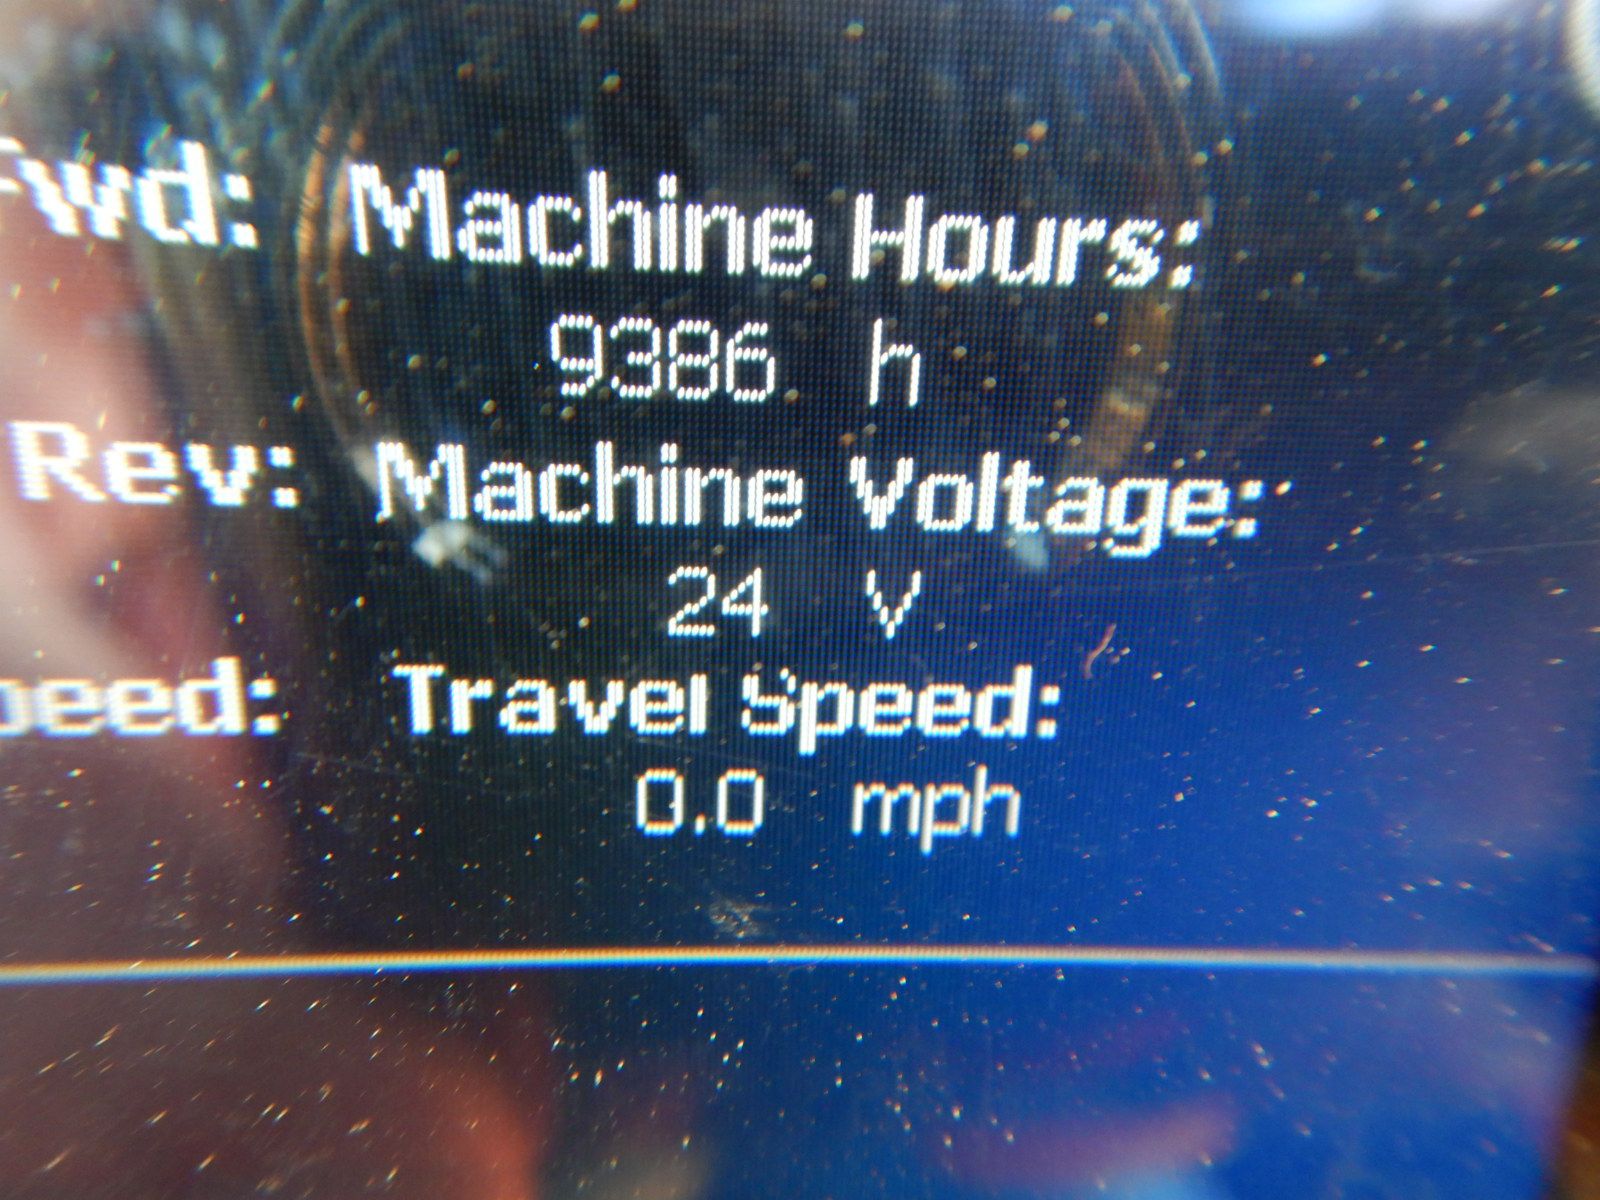 Fwd: Machine Hours:
9386 h
Rev: Machine Voltage:
24 V
peed: Travel Speed:
0.0 mph